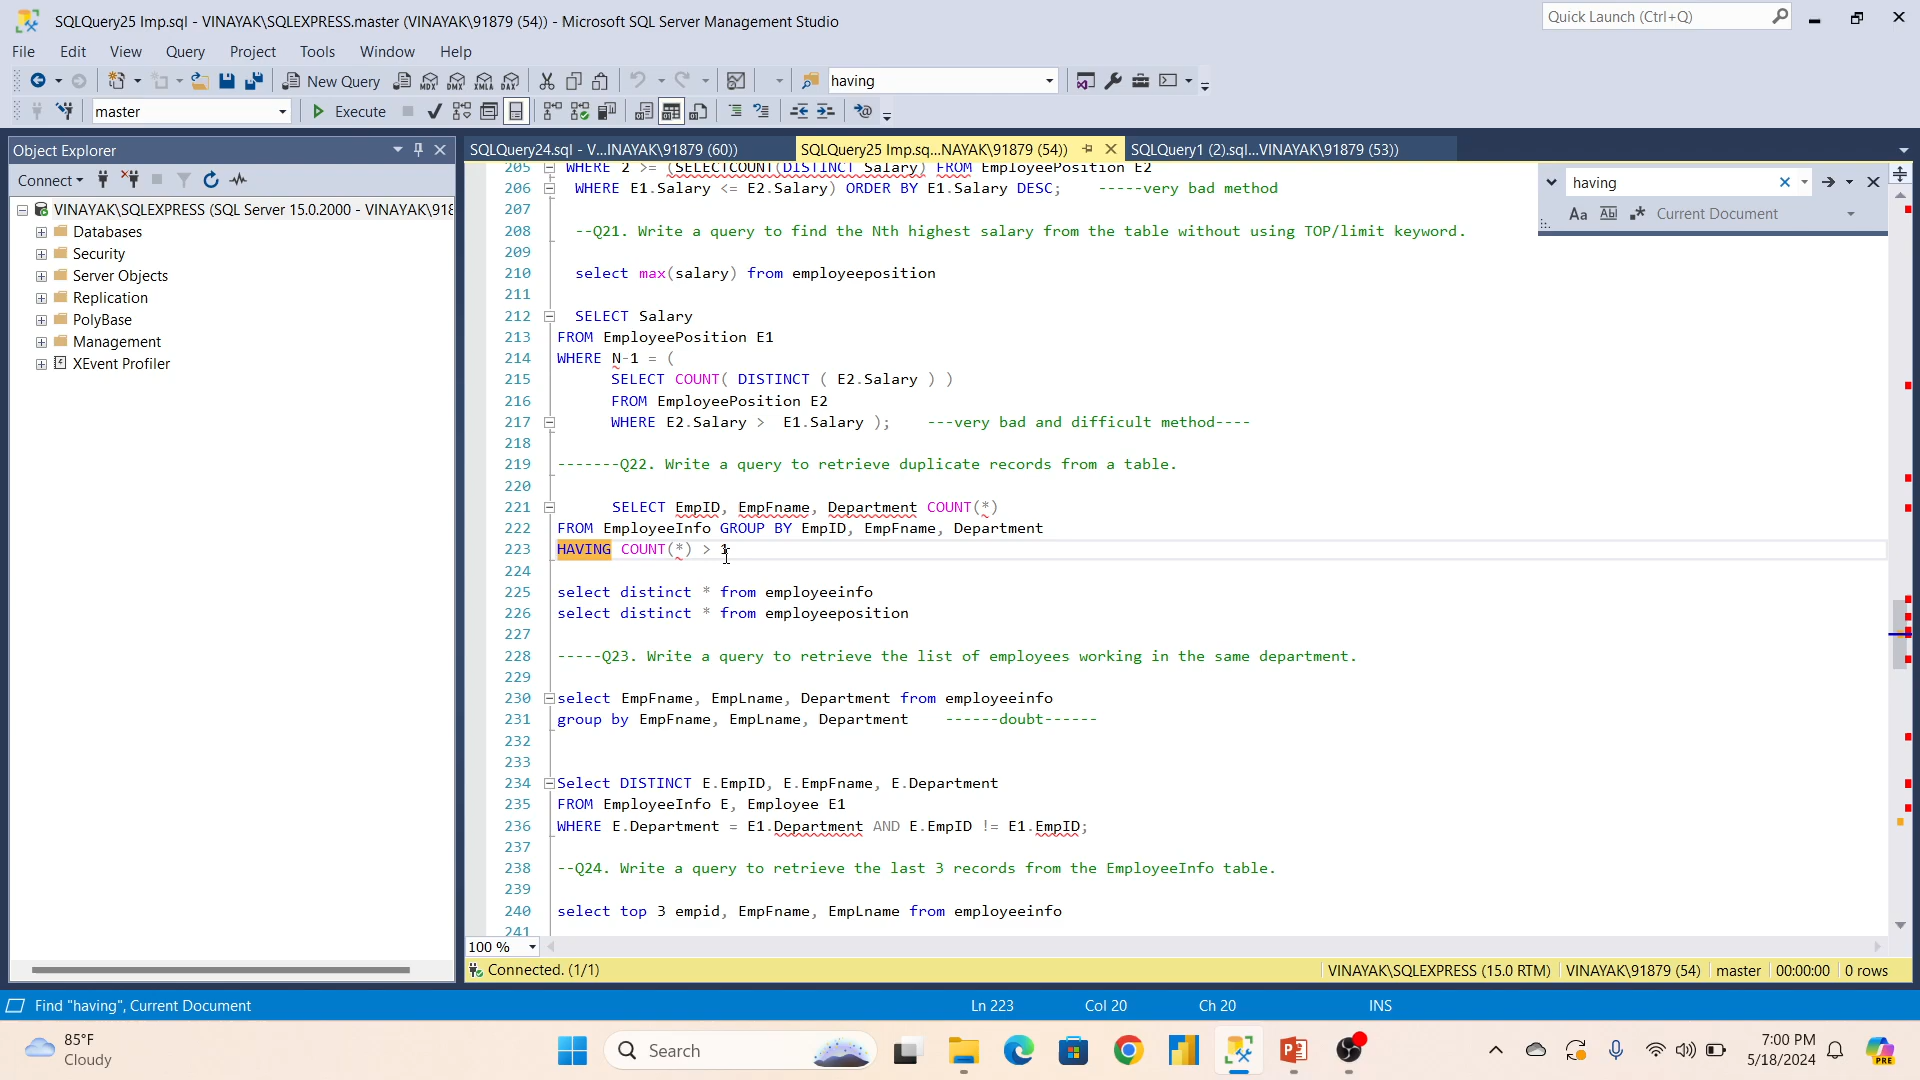 SQLQuery25 Imp.sql - VINAYAK\SQLEXPRESS.master (VINAYAK\91879 (54)) - Microsoft SQL Server Management Studio
Quick Launch (Ctrl+Q)
File Edit View Query Project Tools Window Help
New Query
having
master
Execute
Object Explorer
SQLQuery24.sql - V...INAYAK\91879 (60))
SQLQuery25 Imp.sq...NAYAK\91879 (54))
SQLQuery1 (2).sql...VINAYAK\91879 (53))
Connect
VINAYAK\SQLEXPRESS (SQL Server 15.0.2000 - VINAYAK\918
Databases
Security
Server Objects
Replication
PolyBase
Management
XEvent Profiler
having
Aa Current Document
205 WHERE 2 >= (SELECTCOUNT(DISTINCT Salary) FROM EmployeePosition E2
206 WHERE E1.Salary <= E2.Salary) ORDER BY E1.Salary DESC; -----very bad method
207
208 --Q21. Write a query to find the Nth highest salary from the table without using TOP/limit keyword.
209
210 select max(salary) from employeeposition
211
212 SELECT Salary
213 FROM EmployeePosition E1
214 WHERE N-1 = (
215 SELECT COUNT( DISTINCT ( E2.Salary ) )
216 FROM EmployeePosition E2
217 WHERE E2.Salary > E1.Salary ); ---very bad and difficult method----
218
219 -------Q22. Write a query to retrieve duplicate records from a table.
220
221 SELECT EmpID, EmpFname, Department COUNT(*)
222 FROM EmployeeInfo GROUP BY EmpID, EmpFname, Department
223 HAVING COUNT(*) > 1
224
225 select distinct * from employeeinfo
226 select distinct * from employeeposition
227
228 -----Q23. Write a query to retrieve the list of employees working in the same department.
229
230 select EmpFname, EmpLname, Department from employeeinfo
231 group by EmpFname, EmpLname, Department ------doubt------
232
233
234 Select DISTINCT E.EmpID, E.EmpFname, E.Department
235 FROM EmployeeInfo E, Employee E1
236 WHERE E.Department = E1.Department AND E.EmpID != E1.EmpID;
237
238 --Q24. Write a query to retrieve the last 3 records from the EmployeeInfo table.
239
240 select top 3 empid, EmpFname, EmpLname from employeeinfo
241
100 %
Connected. (1/1)
VINAYAK\SQLEXPRESS (15.0 RTM) VINAYAK\91879 (54) master 00:00:00 0 rows
Find "having", Current Document
Ln 223 Col 20 Ch 20 INS
85°F
Cloudy
Search
7:00 PM
5/18/2024
PRE